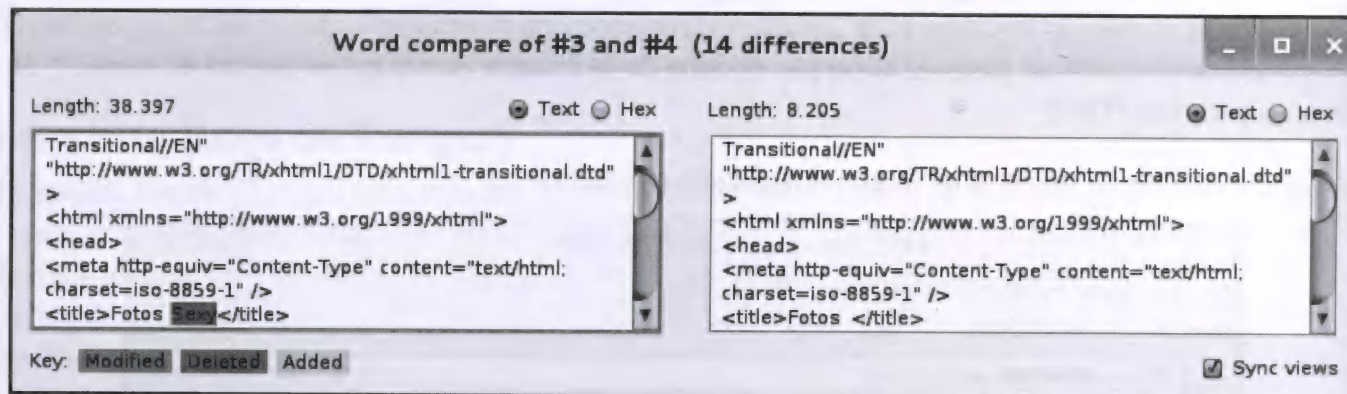 Word compare of #3 and #4 (14 differences)
Length: 38.397
Text
Hex
Transitional//EN"
"http://www.w3.org/TR/xhtml1/DTD/xhtml1-transitional.dtd"
>
<html xmlns="http://www.w3.org/1999/xhtml">
<head>
<meta http-equiv="Content-Type" content="text/html;
charset=iso-8859-1" />
<title>Fotos Sexy</title>
Length: 8.205
Text
Hex
Transitional//EN"
"http://www.w3.org/TR/xhtml1/DTD/xhtml1-transitional.dtd"
>
<html xmlns="http://www.w3.org/1999/xhtml">
<head>
<meta http-equiv="Content-Type" content="text/html;
charset=iso-8859-1" />
<title>Fotos </title>
Key: Modified Deleted Added
Sync views